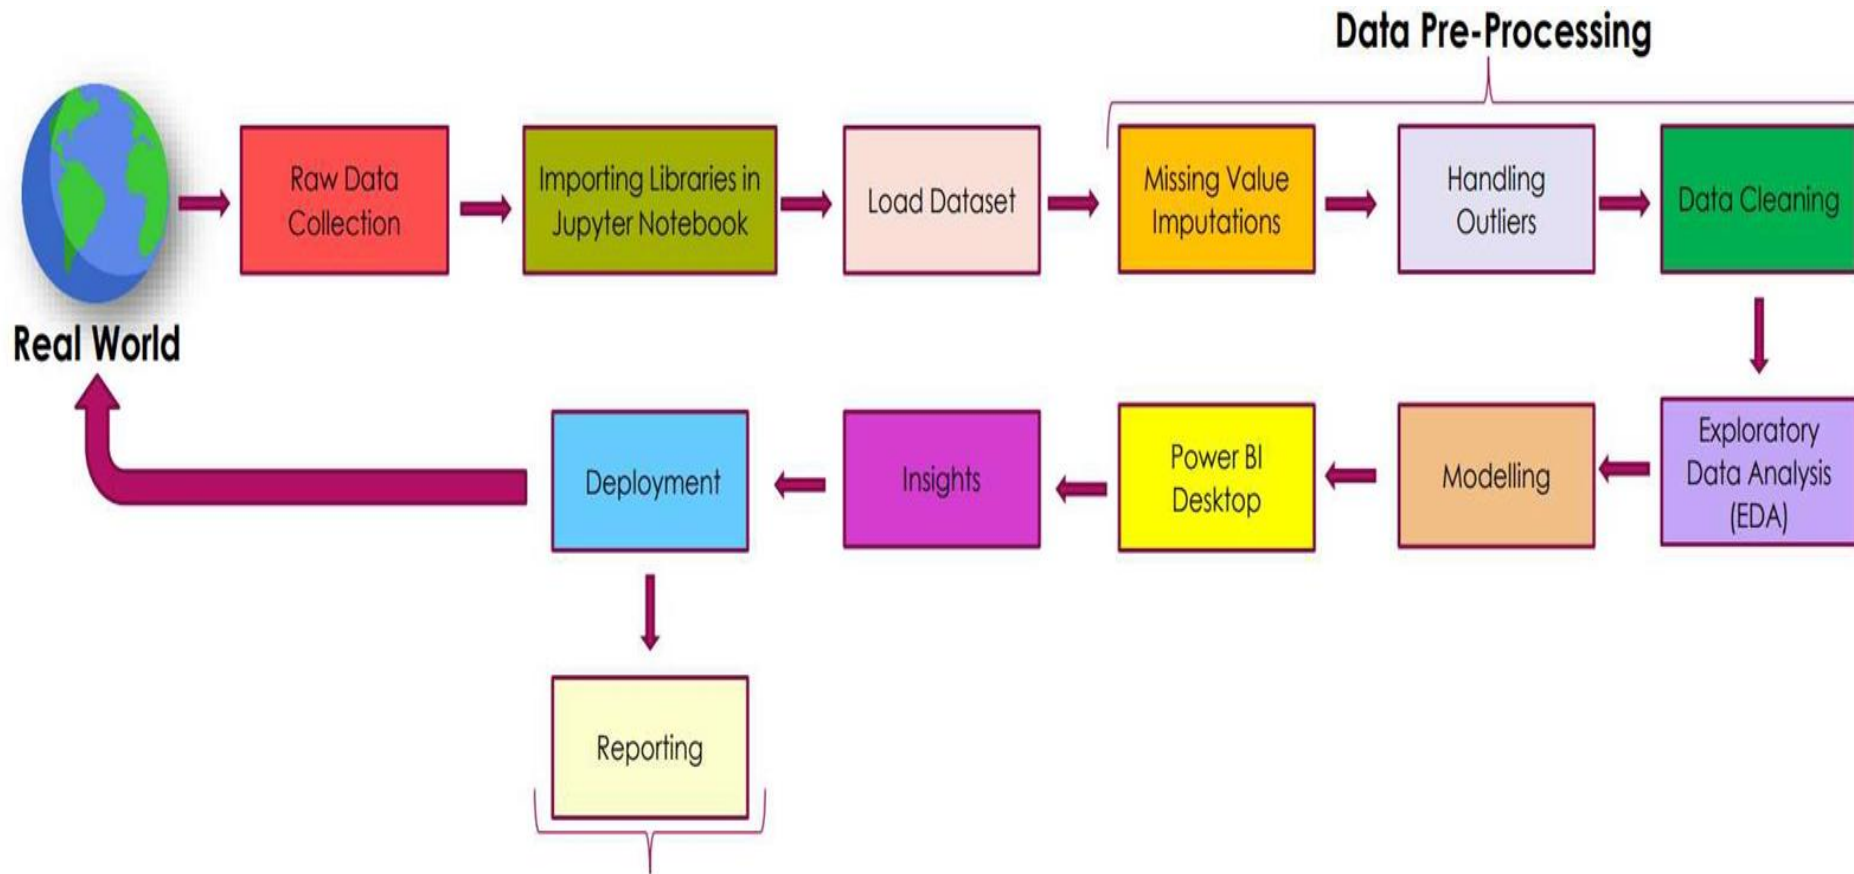 Data Pre-Processing
Raw Data
Collection
Importing Libraries in
Jupyter Notebook
Load Dataset
Missing Value
Imputations
Handling
Outliers
Data Cleaning
Real World
Deployment
Insights
Power BI
Desktop
Modelling
Exploratory
Data Analysis
(EDA)
Reporting